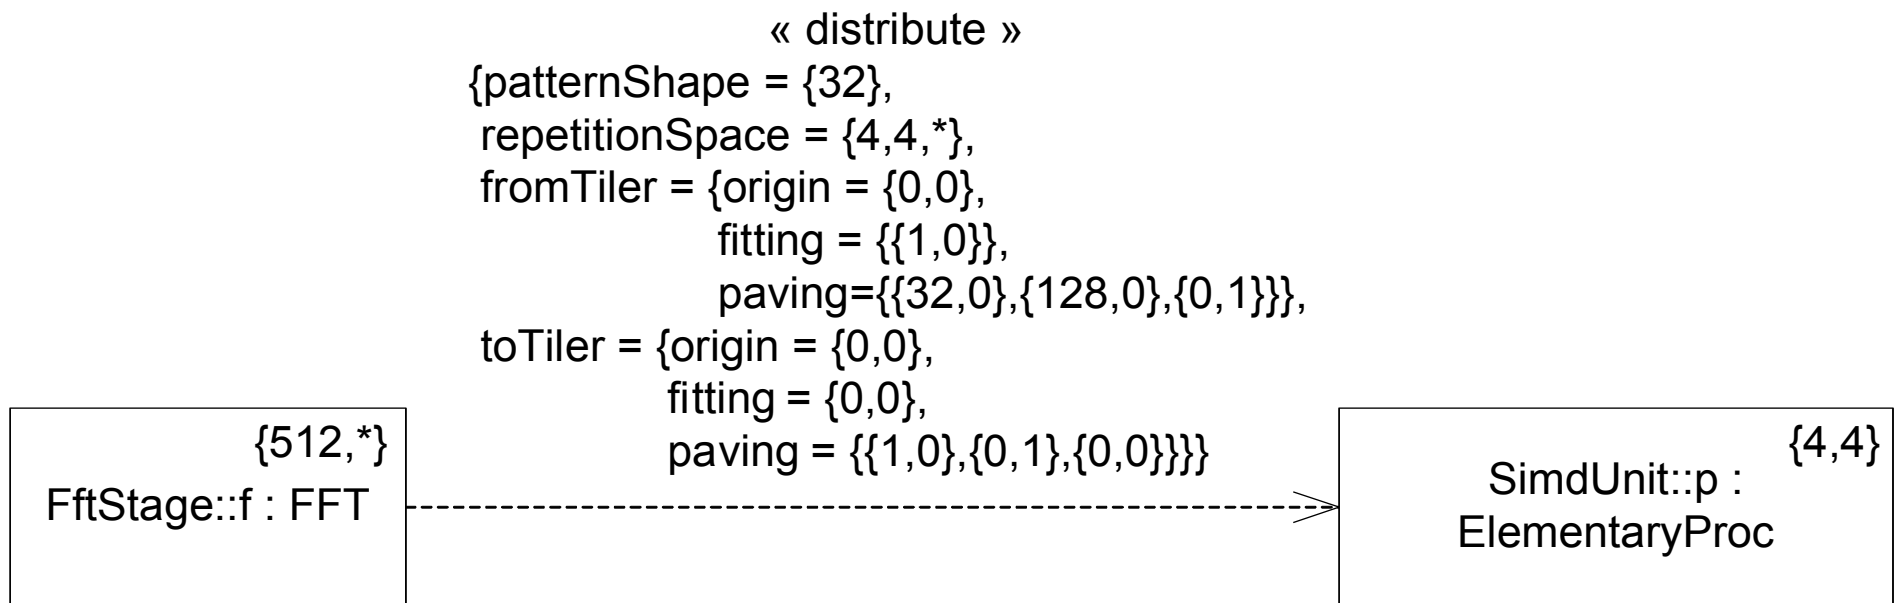 « distribute »
{patternShape = {32},
repetitionSpace = {4,4,*},
fromTiler = {origin = {0,0},
fitting = {{1,0}},
paving={{32,0},{128,0},{0,1}}},
toTiler = {origin = {0,0},
fitting = {0,0},
paving = {{1,0},{0,1},{0,0}}}}
{512,*}
FftStage::f : FFT
{4,4}
SimdUnit::p :
ElementaryProc